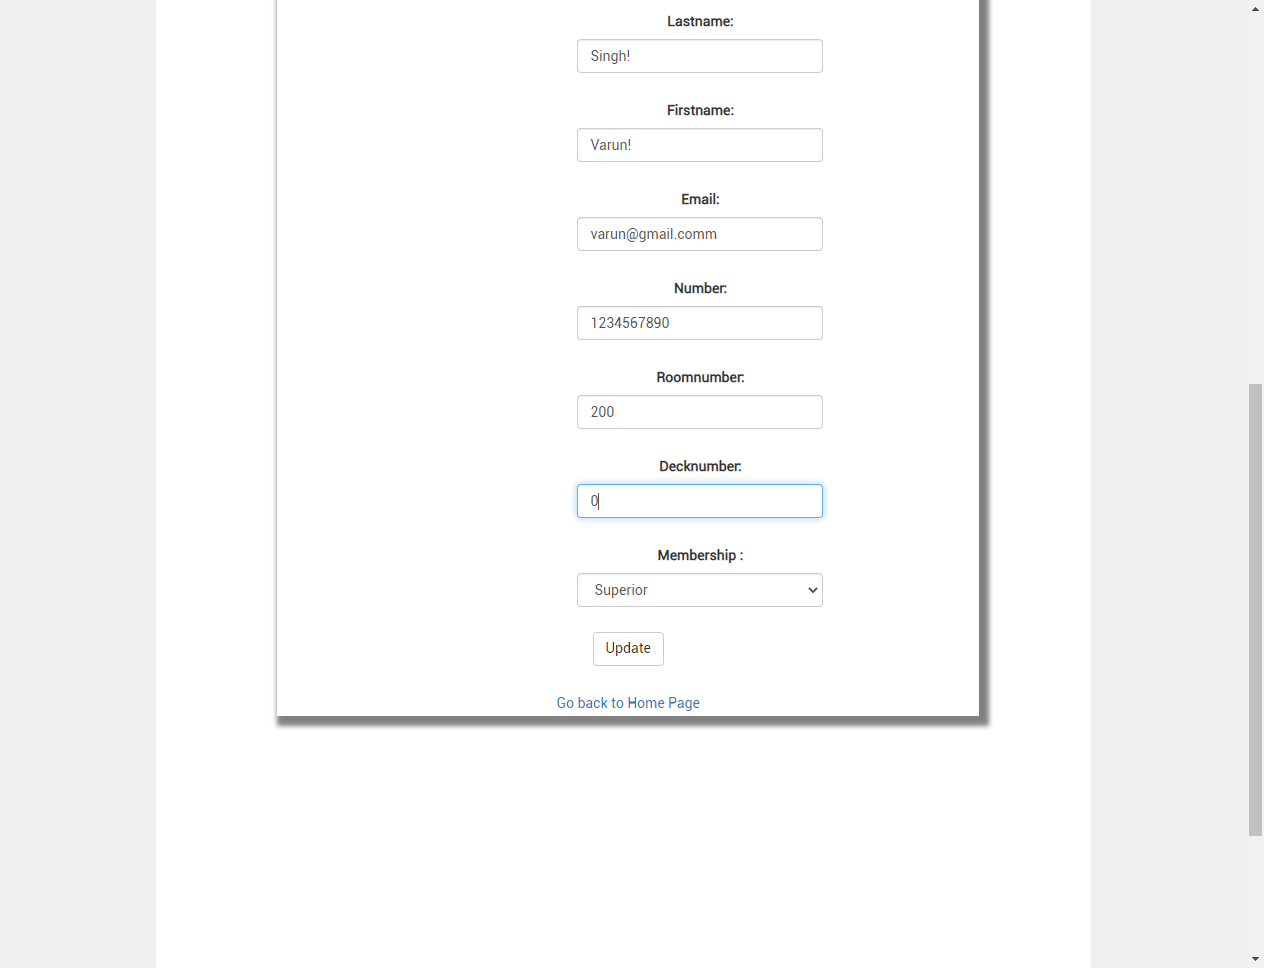 Lastname:
Singh!
Firstname:
Varun!
Email:
varun@gmail.comm
Number:
1234567890
Roomnumber:
200
Decknumber:
0
Membership :
Superior
Update
Go back to Home Page